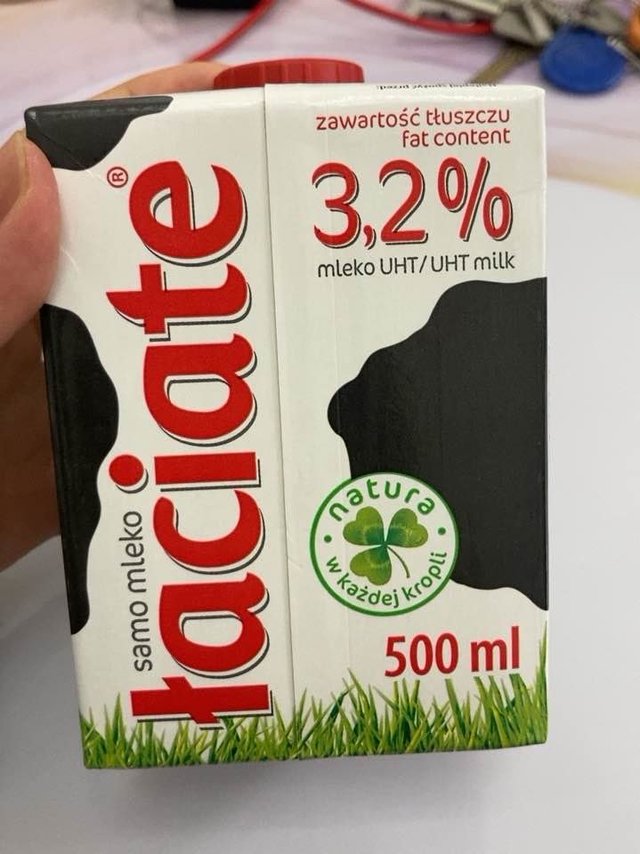 zawartość tłuszczu
fat content
3,2%
mleko UHT/UHT milk
samo mleko
łaciate®
natura
w każdej kropli
500 ml